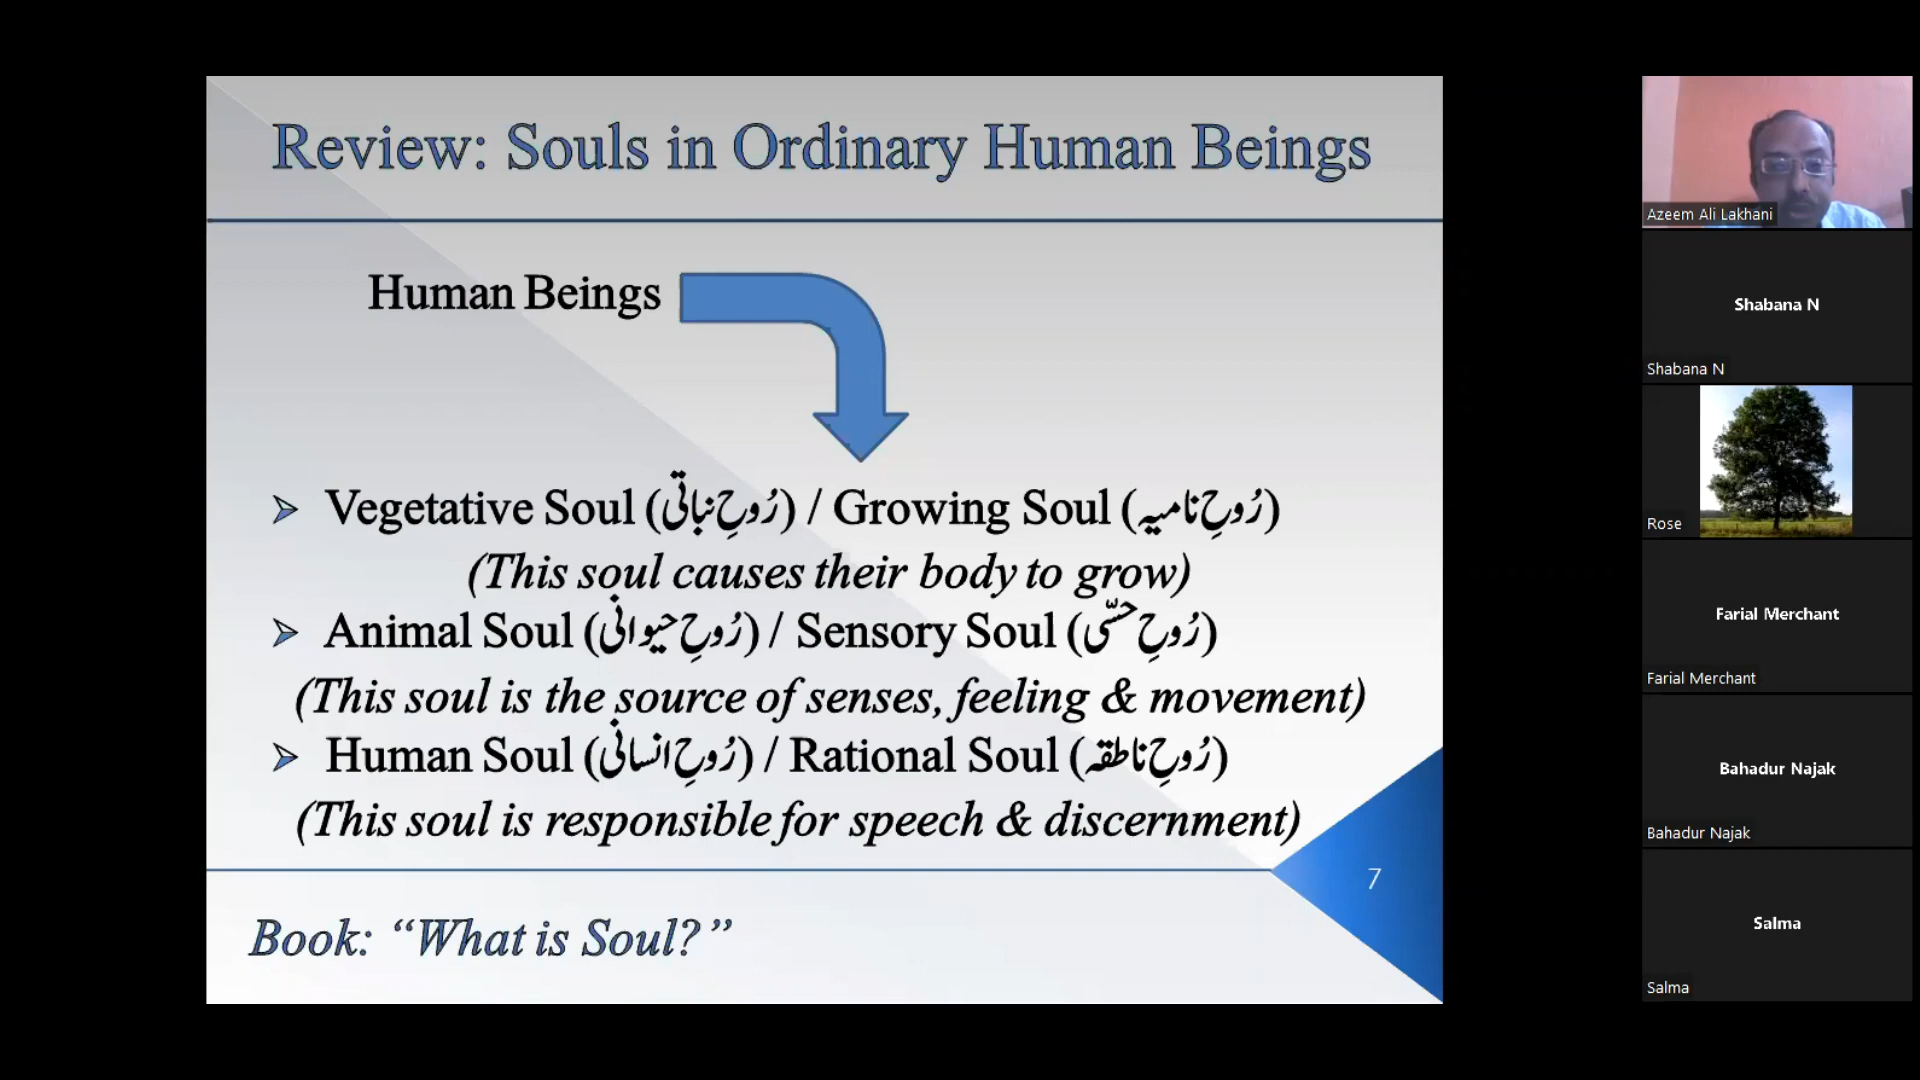 Review: Souls in Ordinary Human Beings
Human Beings
Vegetative Soul (رُوحِ نباتی) / Growing Soul (رُوحِ نامیہ)
(This soul causes their body to grow)
Animal Soul (رُوحِ حیوانی) / Sensory Soul (رُوحِ حسّی)
(This soul is the source of senses, feeling & movement)
Human Soul (رُوحِ انسانی) / Rational Soul (رُوحِ ناطقہ)
(This soul is responsible for speech & discernment)
7
Book: “What is Soul?”
Azeem Ali Lakhani
Shabana N
Shabana N
Rose
Farial Merchant
Farial Merchant
Bahadur Najak
Bahadur Najak
Salma
Salma